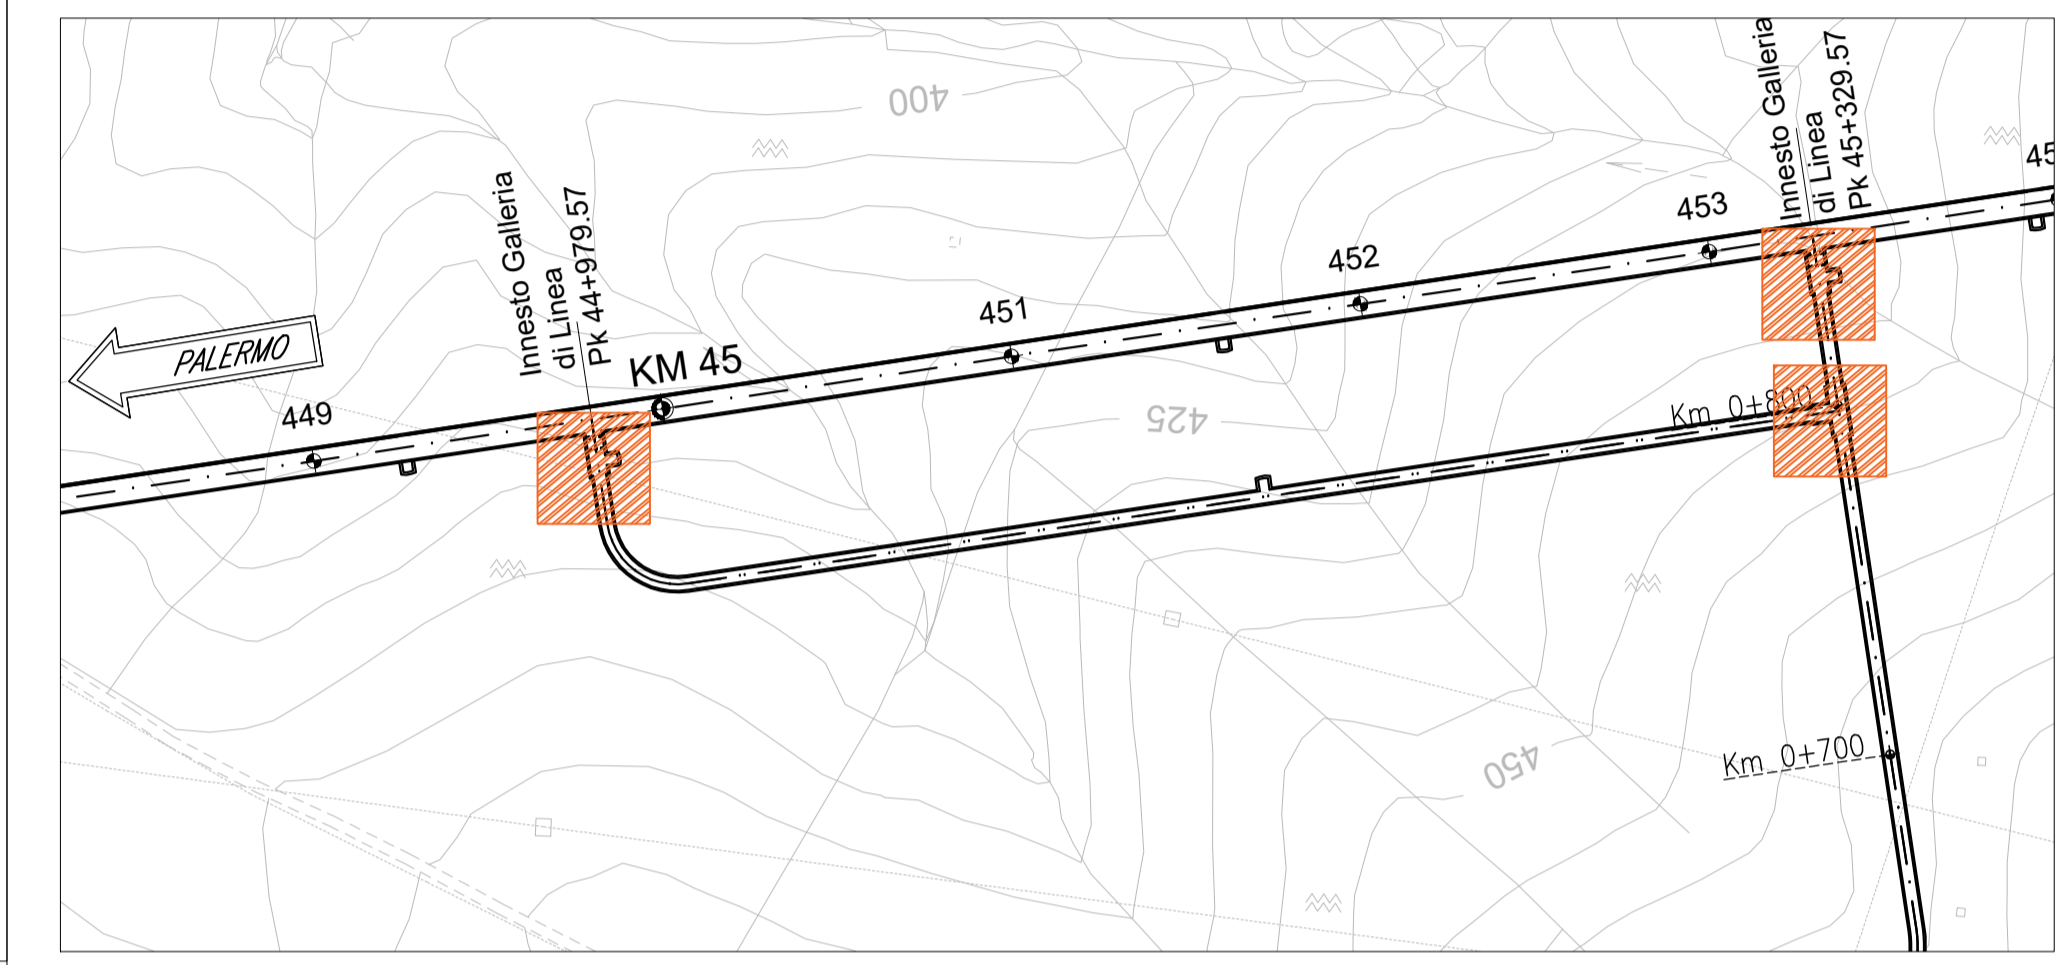 400
Innesto Galleria
di Linea
Pk 45+329.57
45
453
Innesto Galleria
di Linea
Pk 44+979.57
452
451
PALERMO
KM 45
449
425
Km 0+800
Km 0+700
450